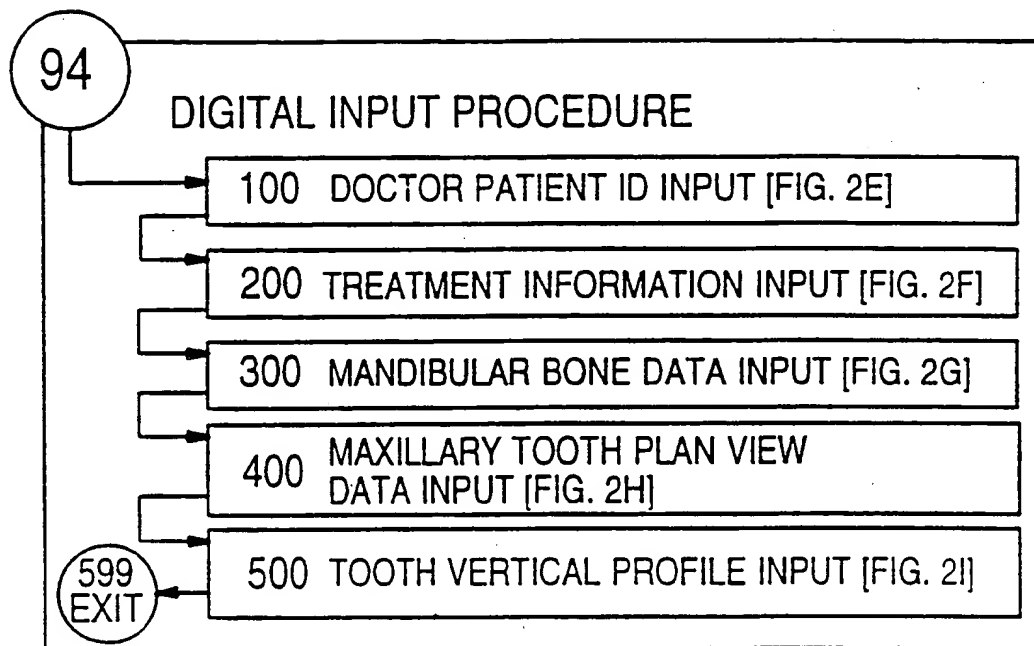 94
DIGITAL INPUT PROCEDURE
100 DOCTOR PATIENT ID INPUT [FIG. 2E]
200 TREATMENT INFORMATION INPUT [FIG. 2F]
300 MANDIBULAR BONE DATA INPUT [FIG. 2G]
400 MAXILLARY TOOTH PLAN VIEW
DATA INPUT [FIG. 2H]
500 TOOTH VERTICAL PROFILE INPUT [FIG. 2I]
599
EXIT